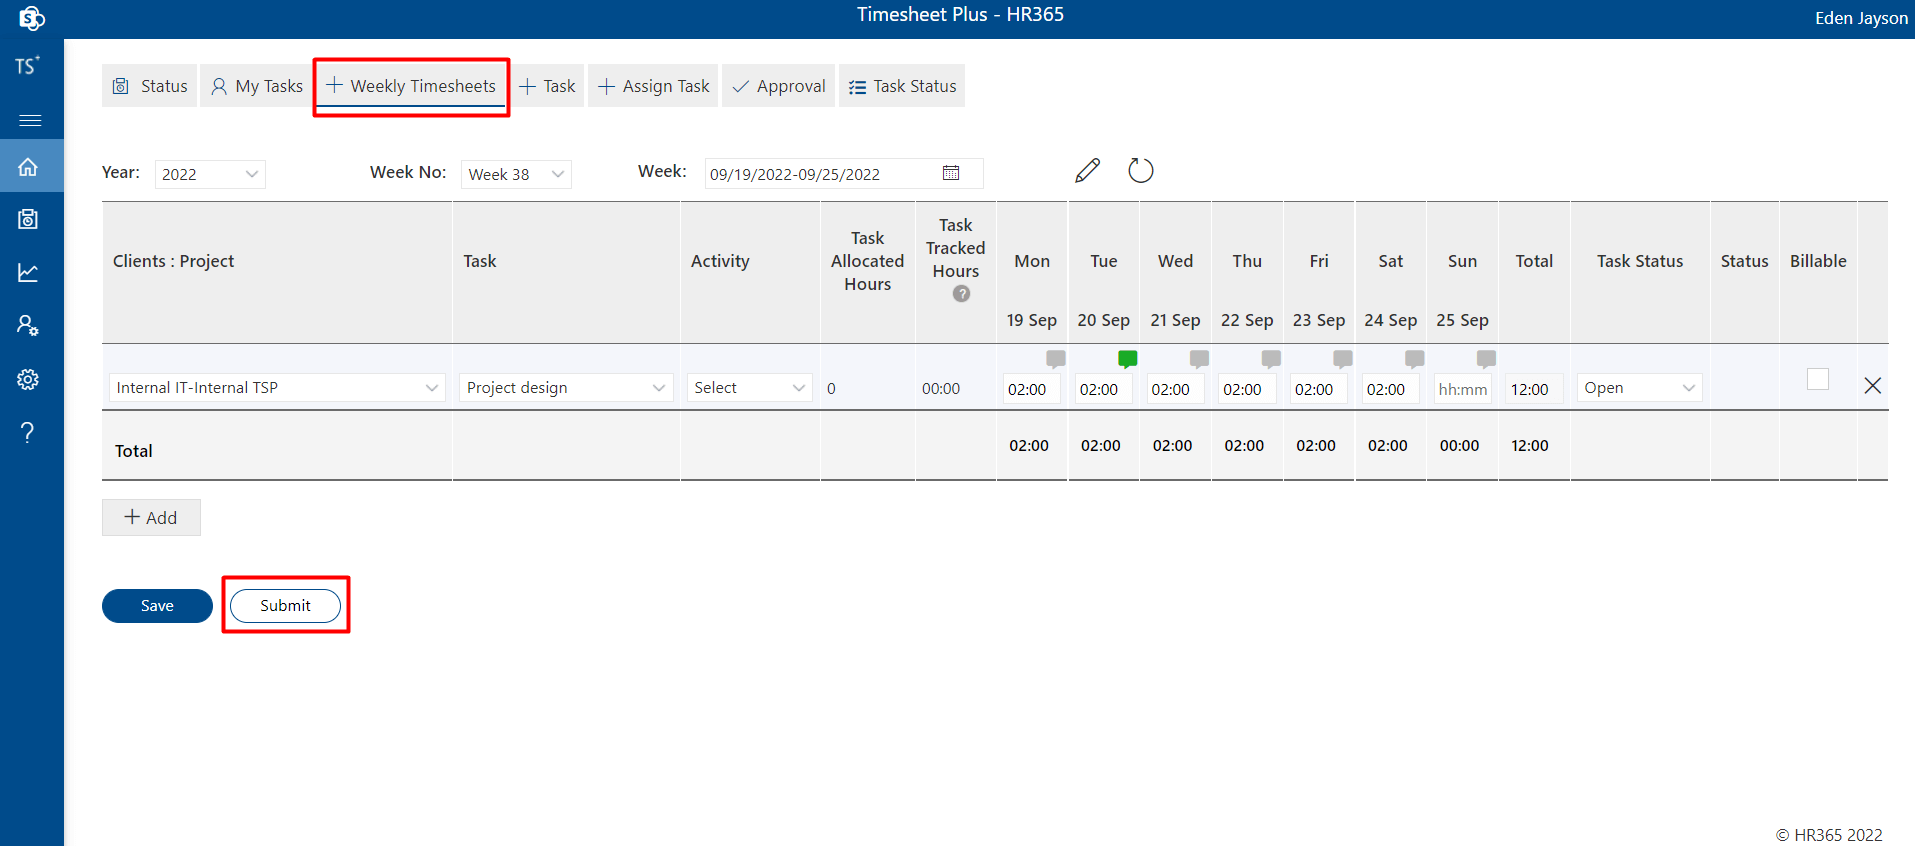 Timesheet Plus - HR365
Eden Jayson
TS+
Status
My Tasks
Weekly Timesheets
Task
Assign Task
Approval
Task Status
Year:
2022
Week No:
Week 38
Week:
09/19/2022-09/25/2022
Clients : Project
Task
Activity
Task
Allocated
Hours
Task
Tracked
Hours
?
Mon
19 Sep
Tue
20 Sep
Wed
21 Sep
Thu
22 Sep
Fri
23 Sep
Sat
24 Sep
Sun
25 Sep
Total
Task Status
Status
Billable
Internal IT-Internal TSP
Project design
Select
0
00:00
02:00
02:00
02:00
02:00
02:00
02:00
hh:mm
12:00
Open
Total
02:00
02:00
02:00
02:00
02:00
02:00
00:00
12:00
Add
Save
Submit
© HR365 2022